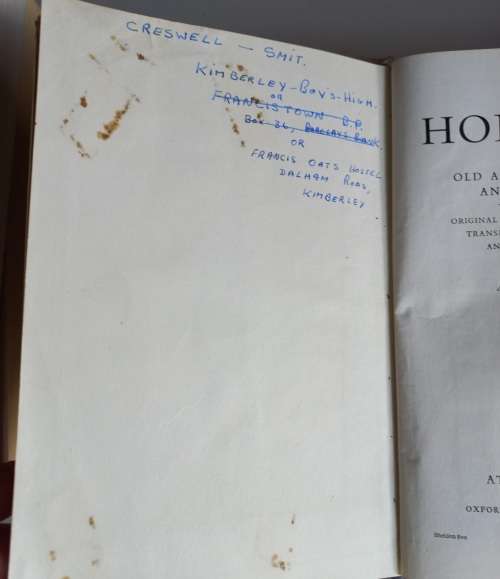 CRESWELL – SMIT.
KIMBERLEY – BOY'S – HIGH.
OR
FRANCISTOWN B.P.
BOX 36, BARCLAYS BANK,
OR
FRANCIS OATS HOSTEL
DALHAM ROAD,
KIMBERLEY
HO
OLD A
AN
ORIGINAL
TRANS
AN
A
AT
OXFOR